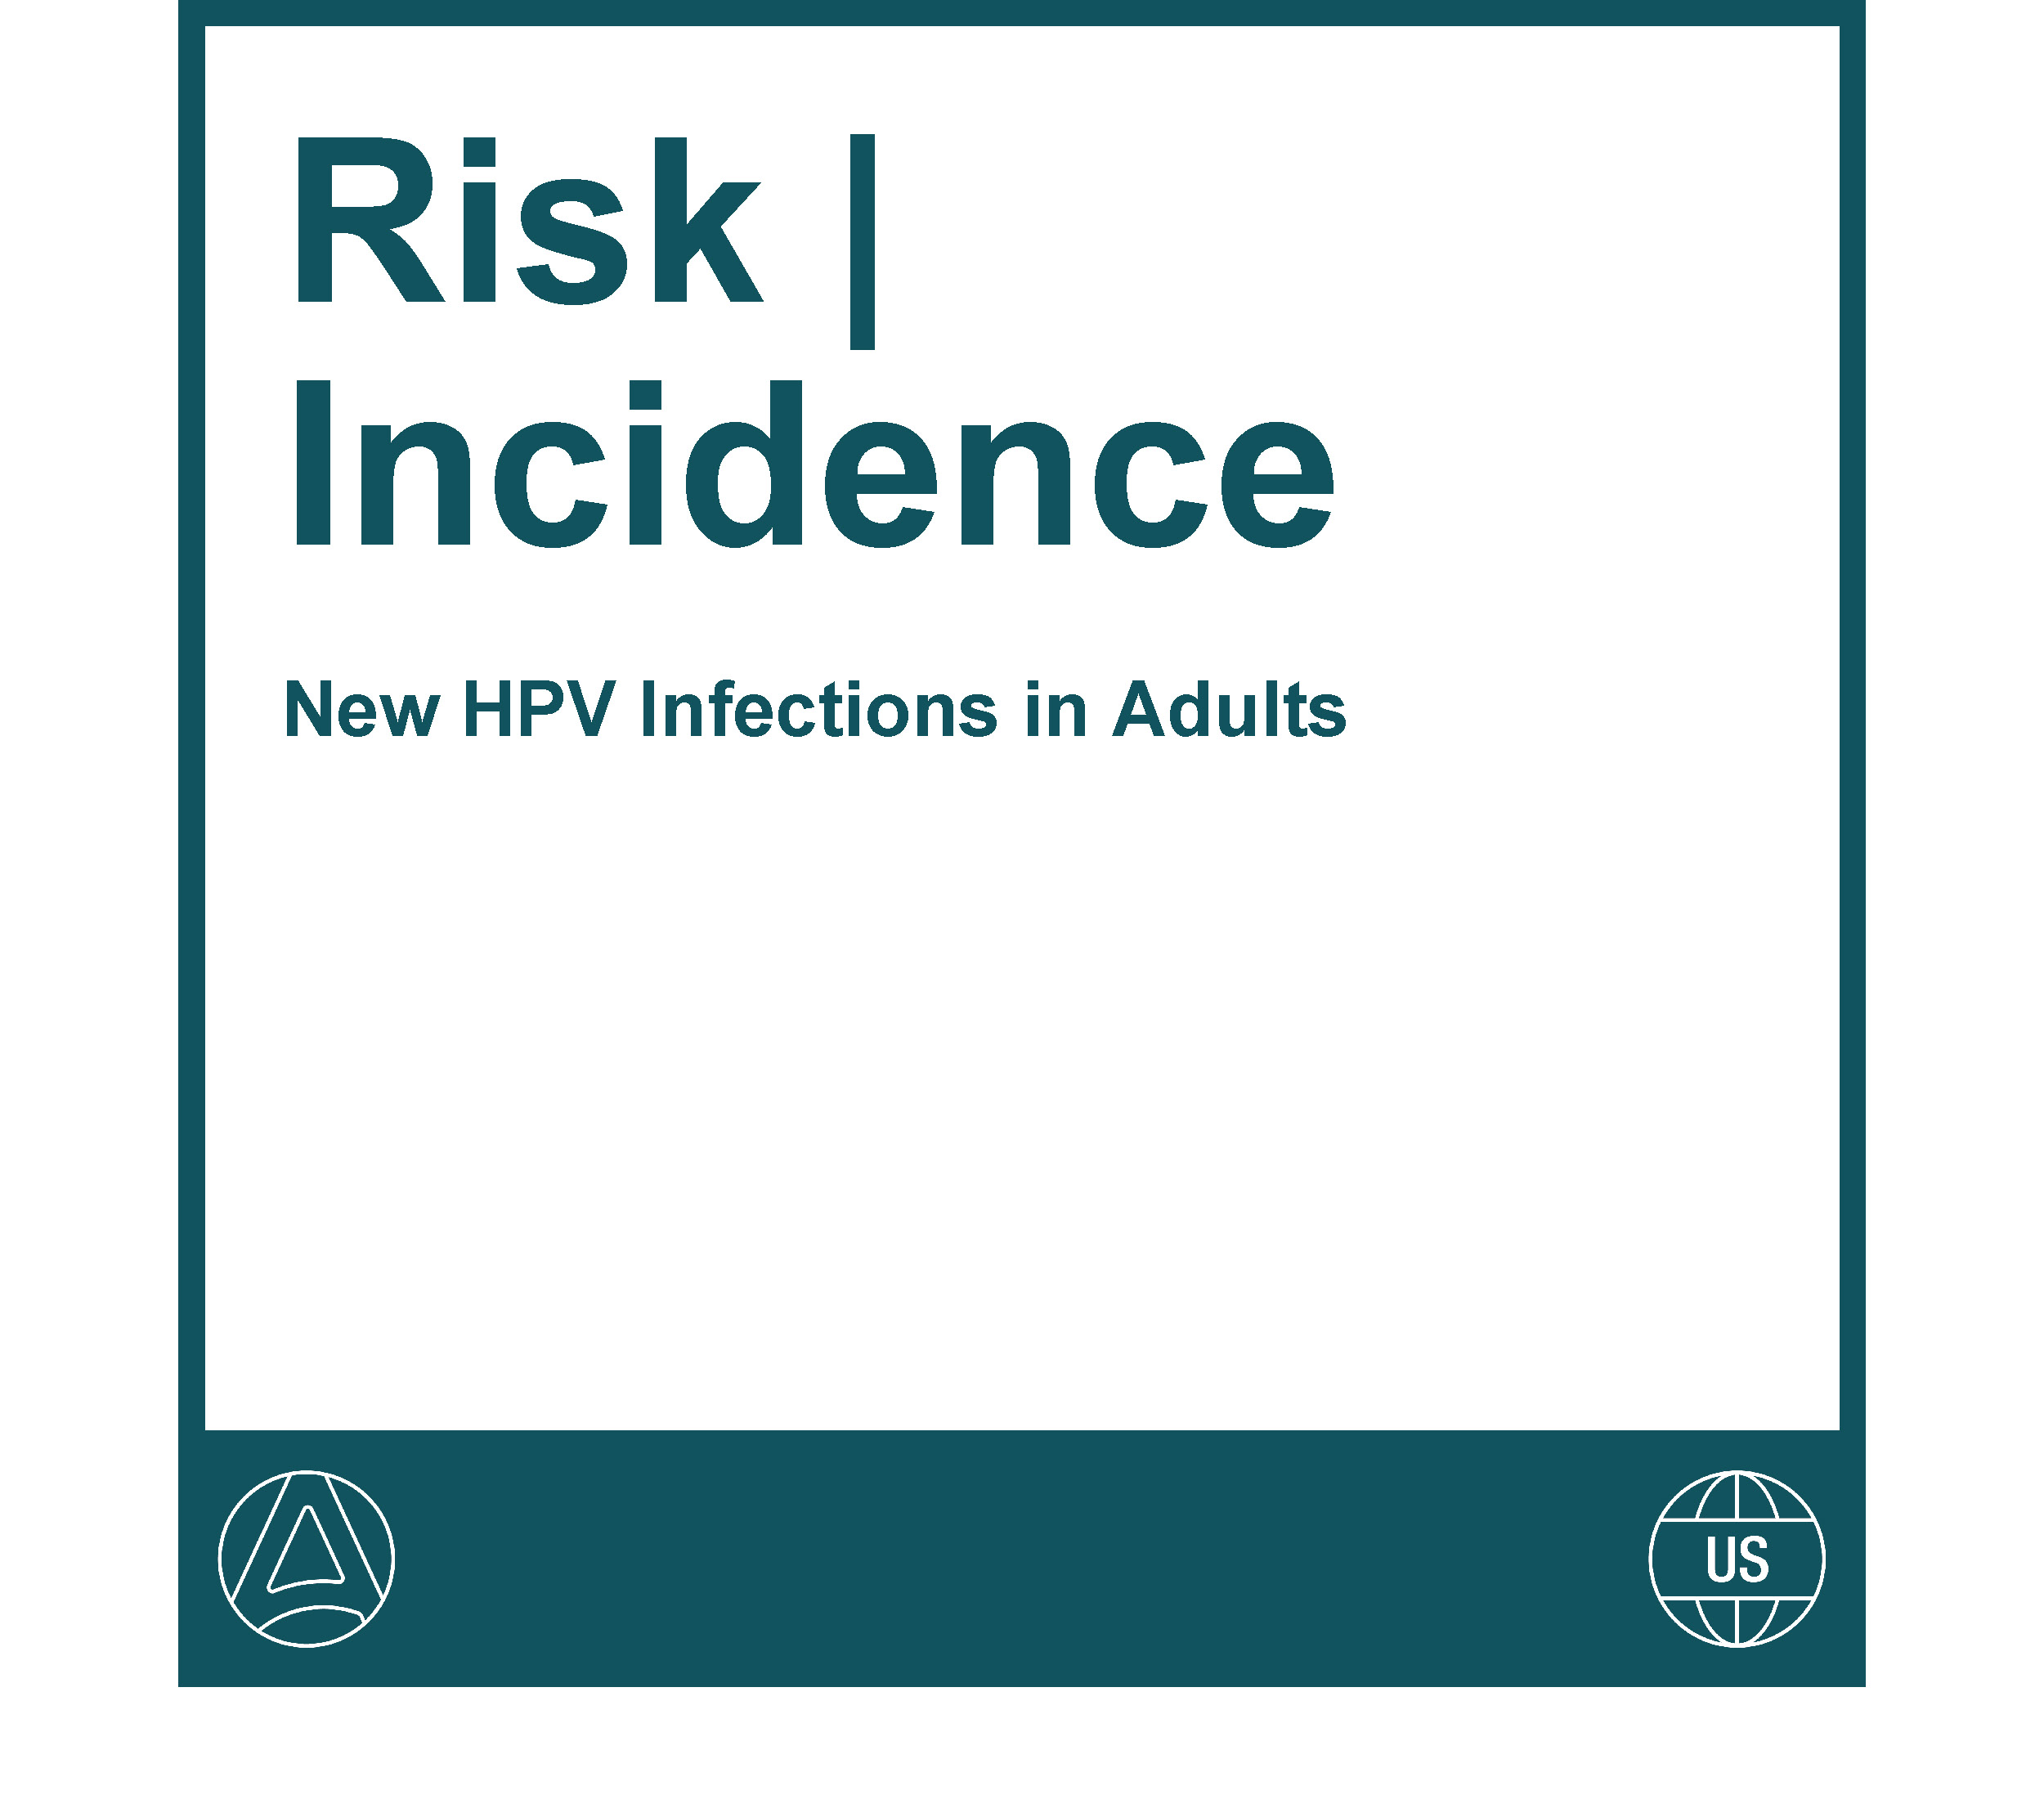 Risk |
Incidence
New HPV Infections in Adults
US